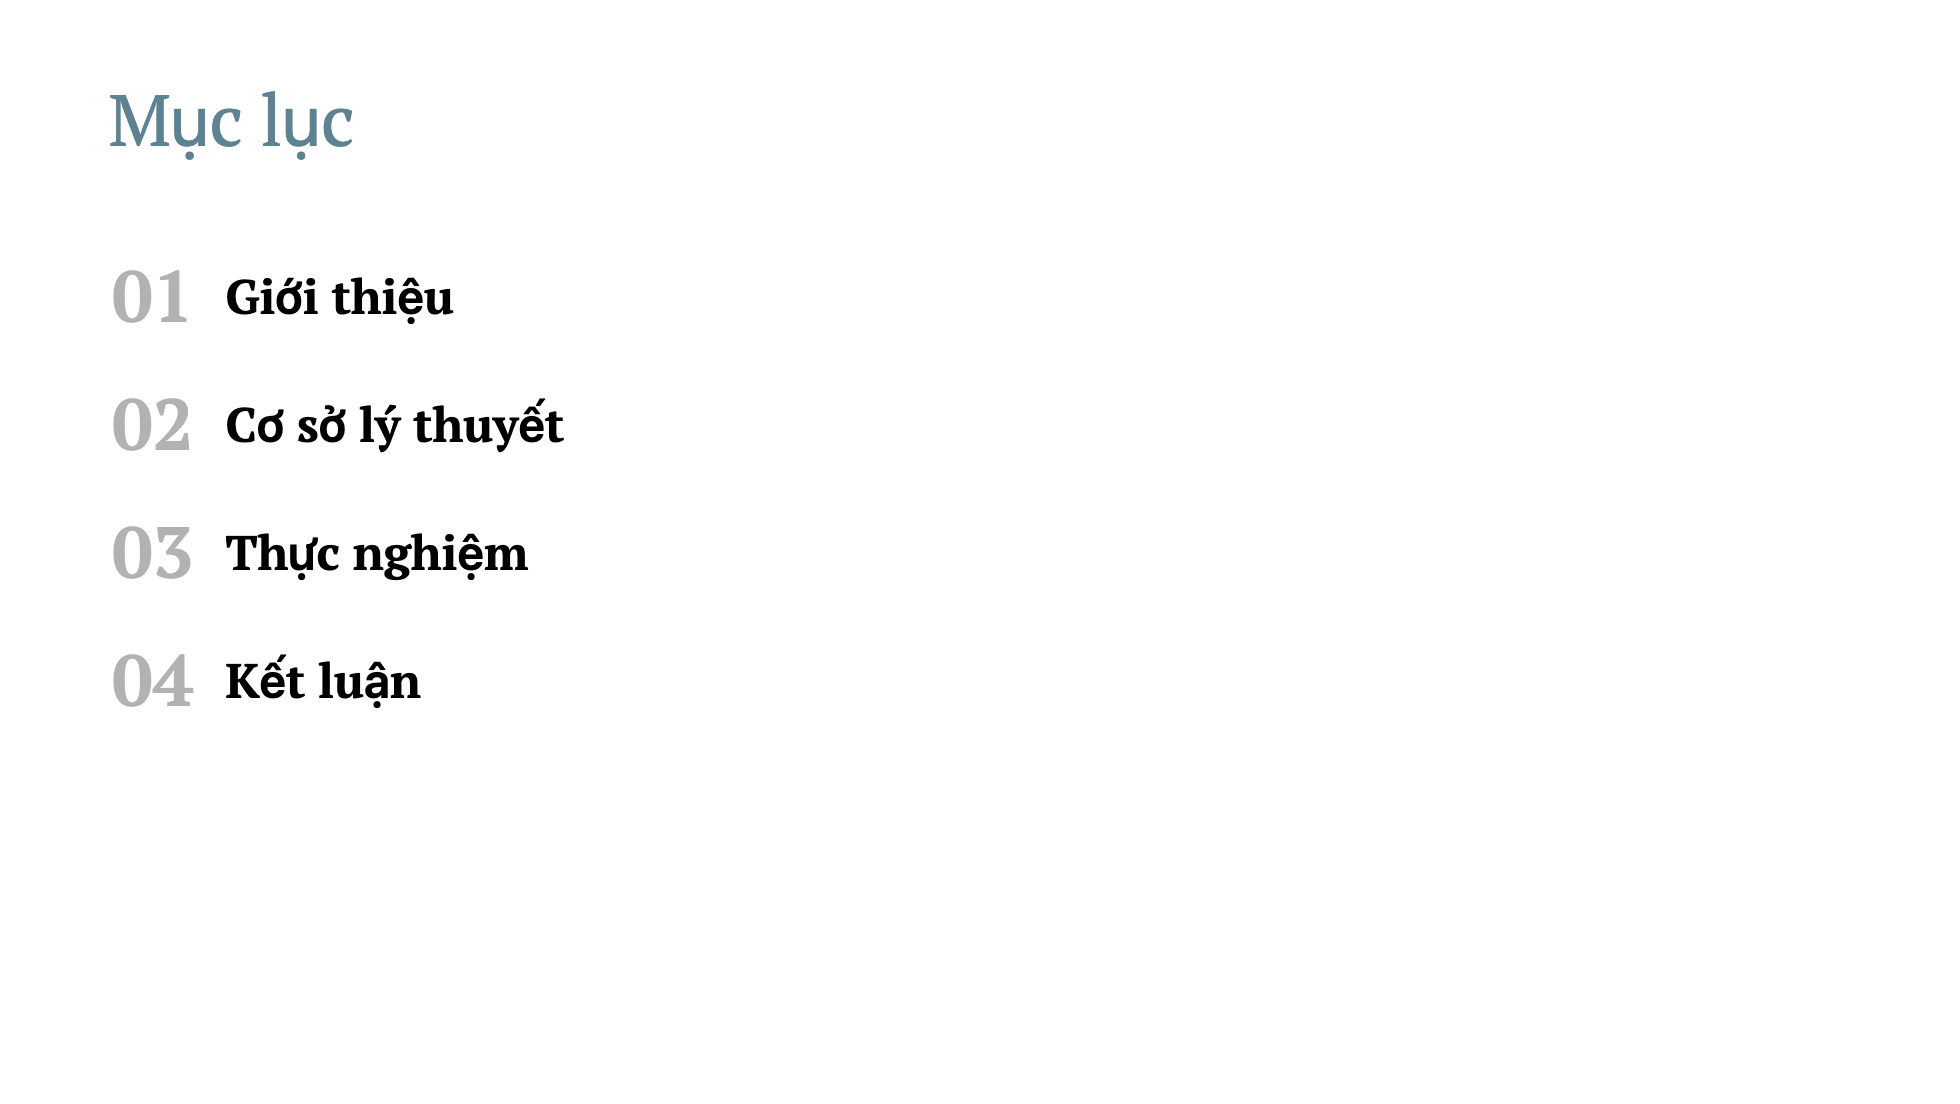 Mục lục
01 Giới thiệu
02 Cơ sở lý thuyết
03 Thực nghiệm
04 Kết luận